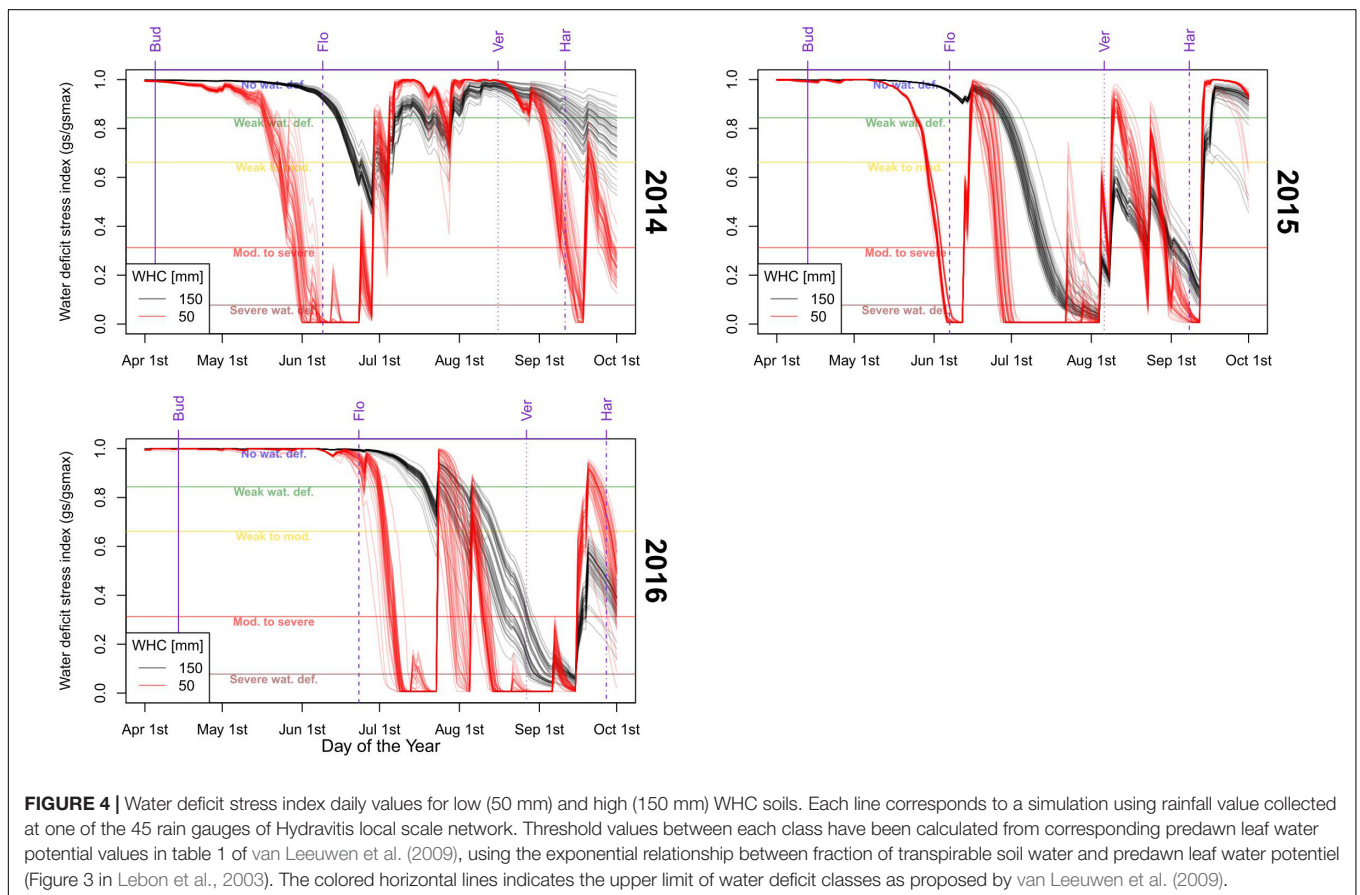 Bud
Flo
Ver
Har
Water deficit stress index (gs/gsmax)
1.0
0.8
0.6
0.4
0.2
0.0
No wat. def.
Weak wat. def.
Weak to mod.
Mod. to severe
Severe wat. def.
WHC [mm]
150
50
Apr 1st May 1st Jun 1st Jul 1st Aug 1st Sep 1st Oct 1st
2014
Bud
Flo
Ver
Har
1.0
0.8
0.6
0.4
0.2
0.0
No wat. def.
Weak wat. def.
Weak to mod.
Mod. to severe
Severe wat. def.
WHC [mm]
150
50
Apr 1st May 1st Jun 1st Jul 1st Aug 1st Sep 1st Oct 1st
2015
Bud
Flo
Ver
Har
Water deficit stress index (gs/gsmax)
1.0
0.8
0.6
0.4
0.2
0.0
No wat. def.
Weak wat. def.
Weak to mod.
Mod. to severe
Severe wat. def.
WHC [mm]
150
50
Apr 1st May 1st Jun 1st Jul 1st Aug 1st Sep 1st Oct 1st
Day of the Year
2016
FIGURE 4 | Water deficit stress index daily values for low (50 mm) and high (150 mm) WHC soils. Each line corresponds to a simulation using rainfall value collected
at one of the 45 rain gauges of Hydravitis local scale network. Threshold values between each class have been calculated from corresponding predawn leaf water
potential values in table 1 of van Leeuwen et al. (2009), using the exponential relationship between fraction of transpirable soil water and predawn leaf water potentiel
(Figure 3 in Lebon et al., 2003). The colored horizontal lines indicates the upper limit of water deficit classes as proposed by van Leeuwen et al. (2009).